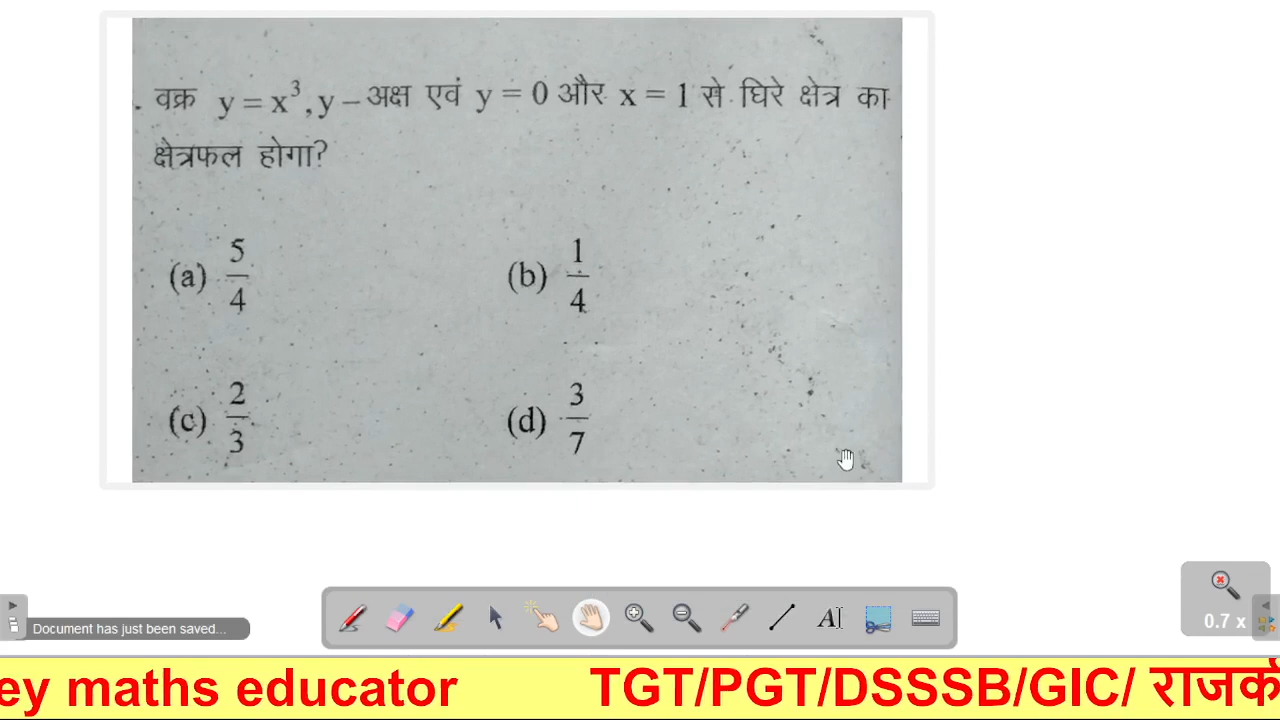 . वक्र y = x³, y – अक्ष एवं y = 0 और x = 1 से घिरे क्षेत्र का
क्षेत्रफल होगा?
(a) 5/4 (b) 1/4
(c) 2/3 (d) 3/7
0.7 x
Document has just been saved...
ey maths educator TGT/PGT/DSSSB/GIC/